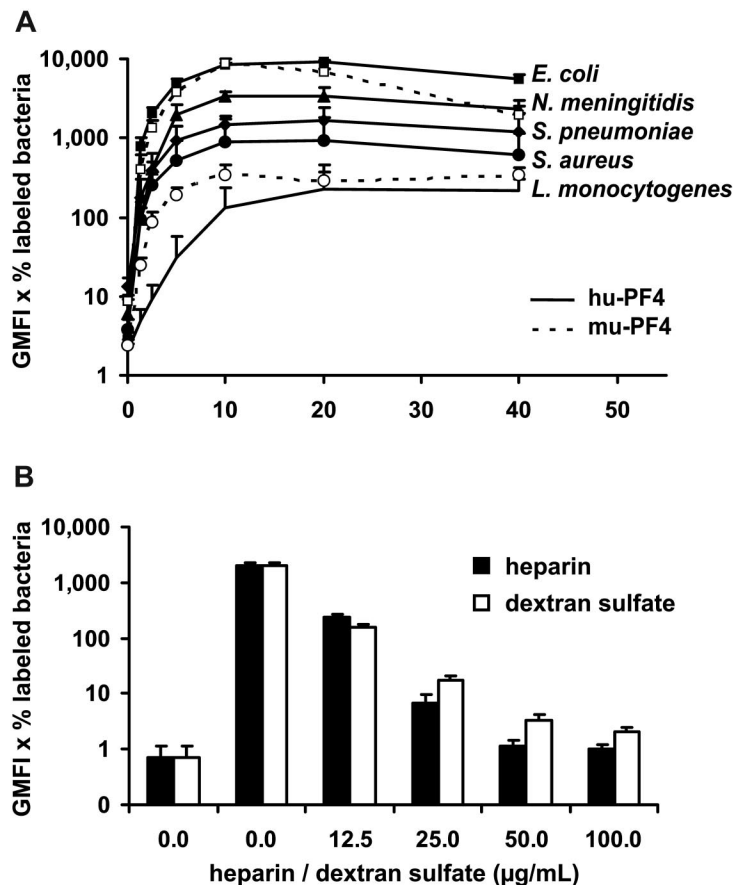 A
GMFI x % labeled bacteria
10,000
1,000
100
10
1
0 10 20 30 40 50
E. coli
N. meningitidis
S. pneumoniae
S. aureus
L. monocytogenes
hu-PF4
mu-PF4
B
GMFI x % labeled bacteria
10,000
1,000
100
10
1
0
heparin
dextran sulfate
0.0 0.0 12.5 25.0 50.0 100.0
heparin / dextran sulfate (µg/mL)